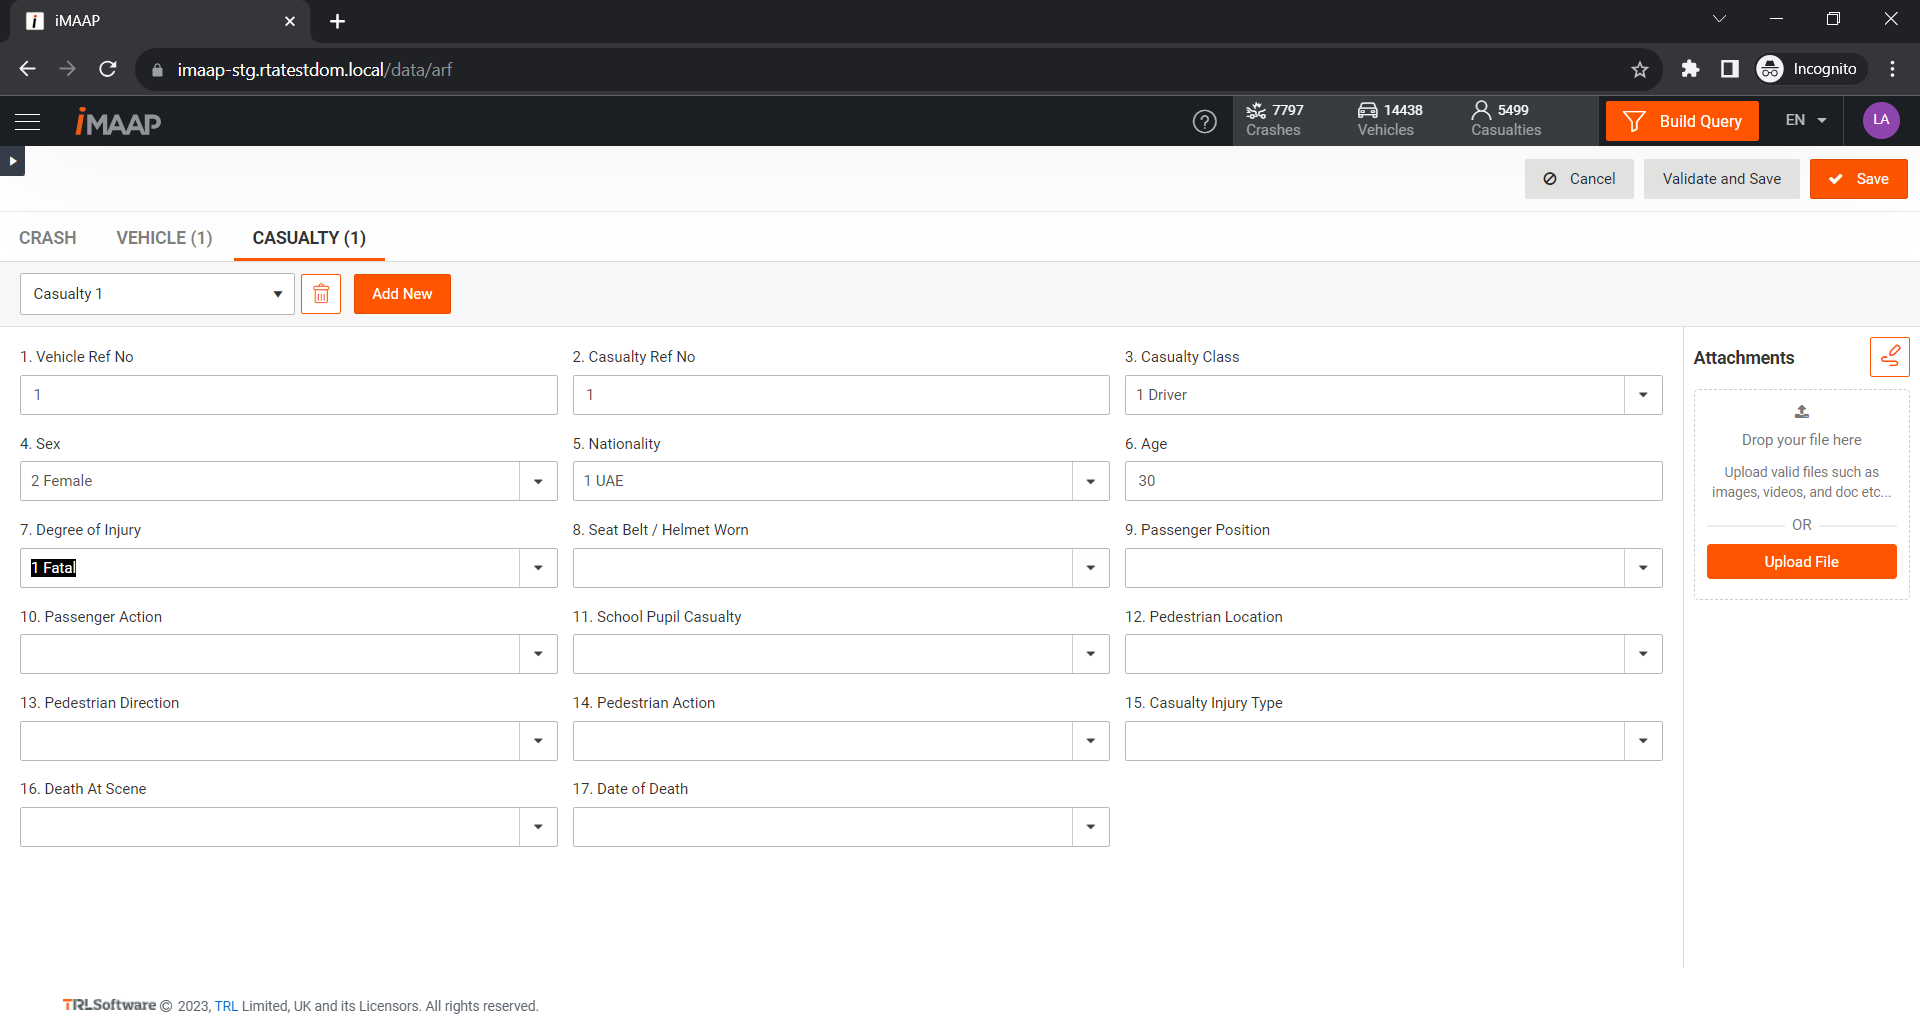 iMAAP
imaap-stg.rtatestdom.local/data/arf
Incognito
iMAAP
7797
Crashes
14438
Vehicles
5499
Casualties
Build Query
EN
LA
Cancel
Validate and Save
Save
CRASH
VEHICLE (1)
CASUALTY (1)
Casualty 1
Add New
1. Vehicle Ref No
2. Casualty Ref No
3. Casualty Class
1
1
1 Driver
4. Sex
5. Nationality
6. Age
2 Female
1 UAE
30
7. Degree of Injury
8. Seat Belt / Helmet Worn
9. Passenger Position
1 Fatal
10. Passenger Action
11. School Pupil Casualty
12. Pedestrian Location
13. Pedestrian Direction
14. Pedestrian Action
15. Casualty Injury Type
16. Death At Scene
17. Date of Death
Attachments
Drop your file here
Upload valid files such as
images, videos, and doc etc...
OR
Upload File
TRLSoftware © 2023, TRL Limited, UK and its Licensors. All rights reserved.